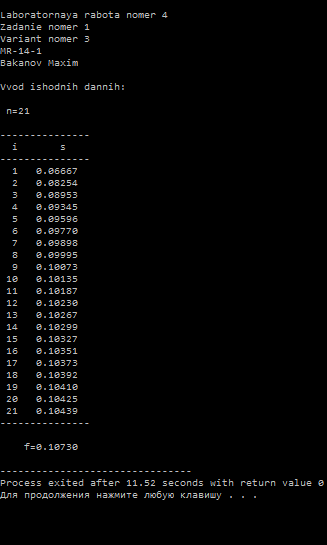 Laboratornaya rabota nomer 4
Zadanie nomer 1
Variant nomer 3
MR-14-1
Bakanov Maxim
Vvod ishodnih dannih:
n=21
---------------
i s
---------------
1 0.06667
2 0.08254
3 0.08953
4 0.09345
5 0.09596
6 0.09770
7 0.09898
8 0.09995
9 0.10073
10 0.10135
11 0.10187
12 0.10230
13 0.10267
14 0.10299
15 0.10327
16 0.10351
17 0.10373
18 0.10392
19 0.10410
20 0.10425
21 0.10439
---------------
f=0.10730
--------------------------------
Process exited after 11.52 seconds with return value 0
Для продолжения нажмите любую клавишу . . .